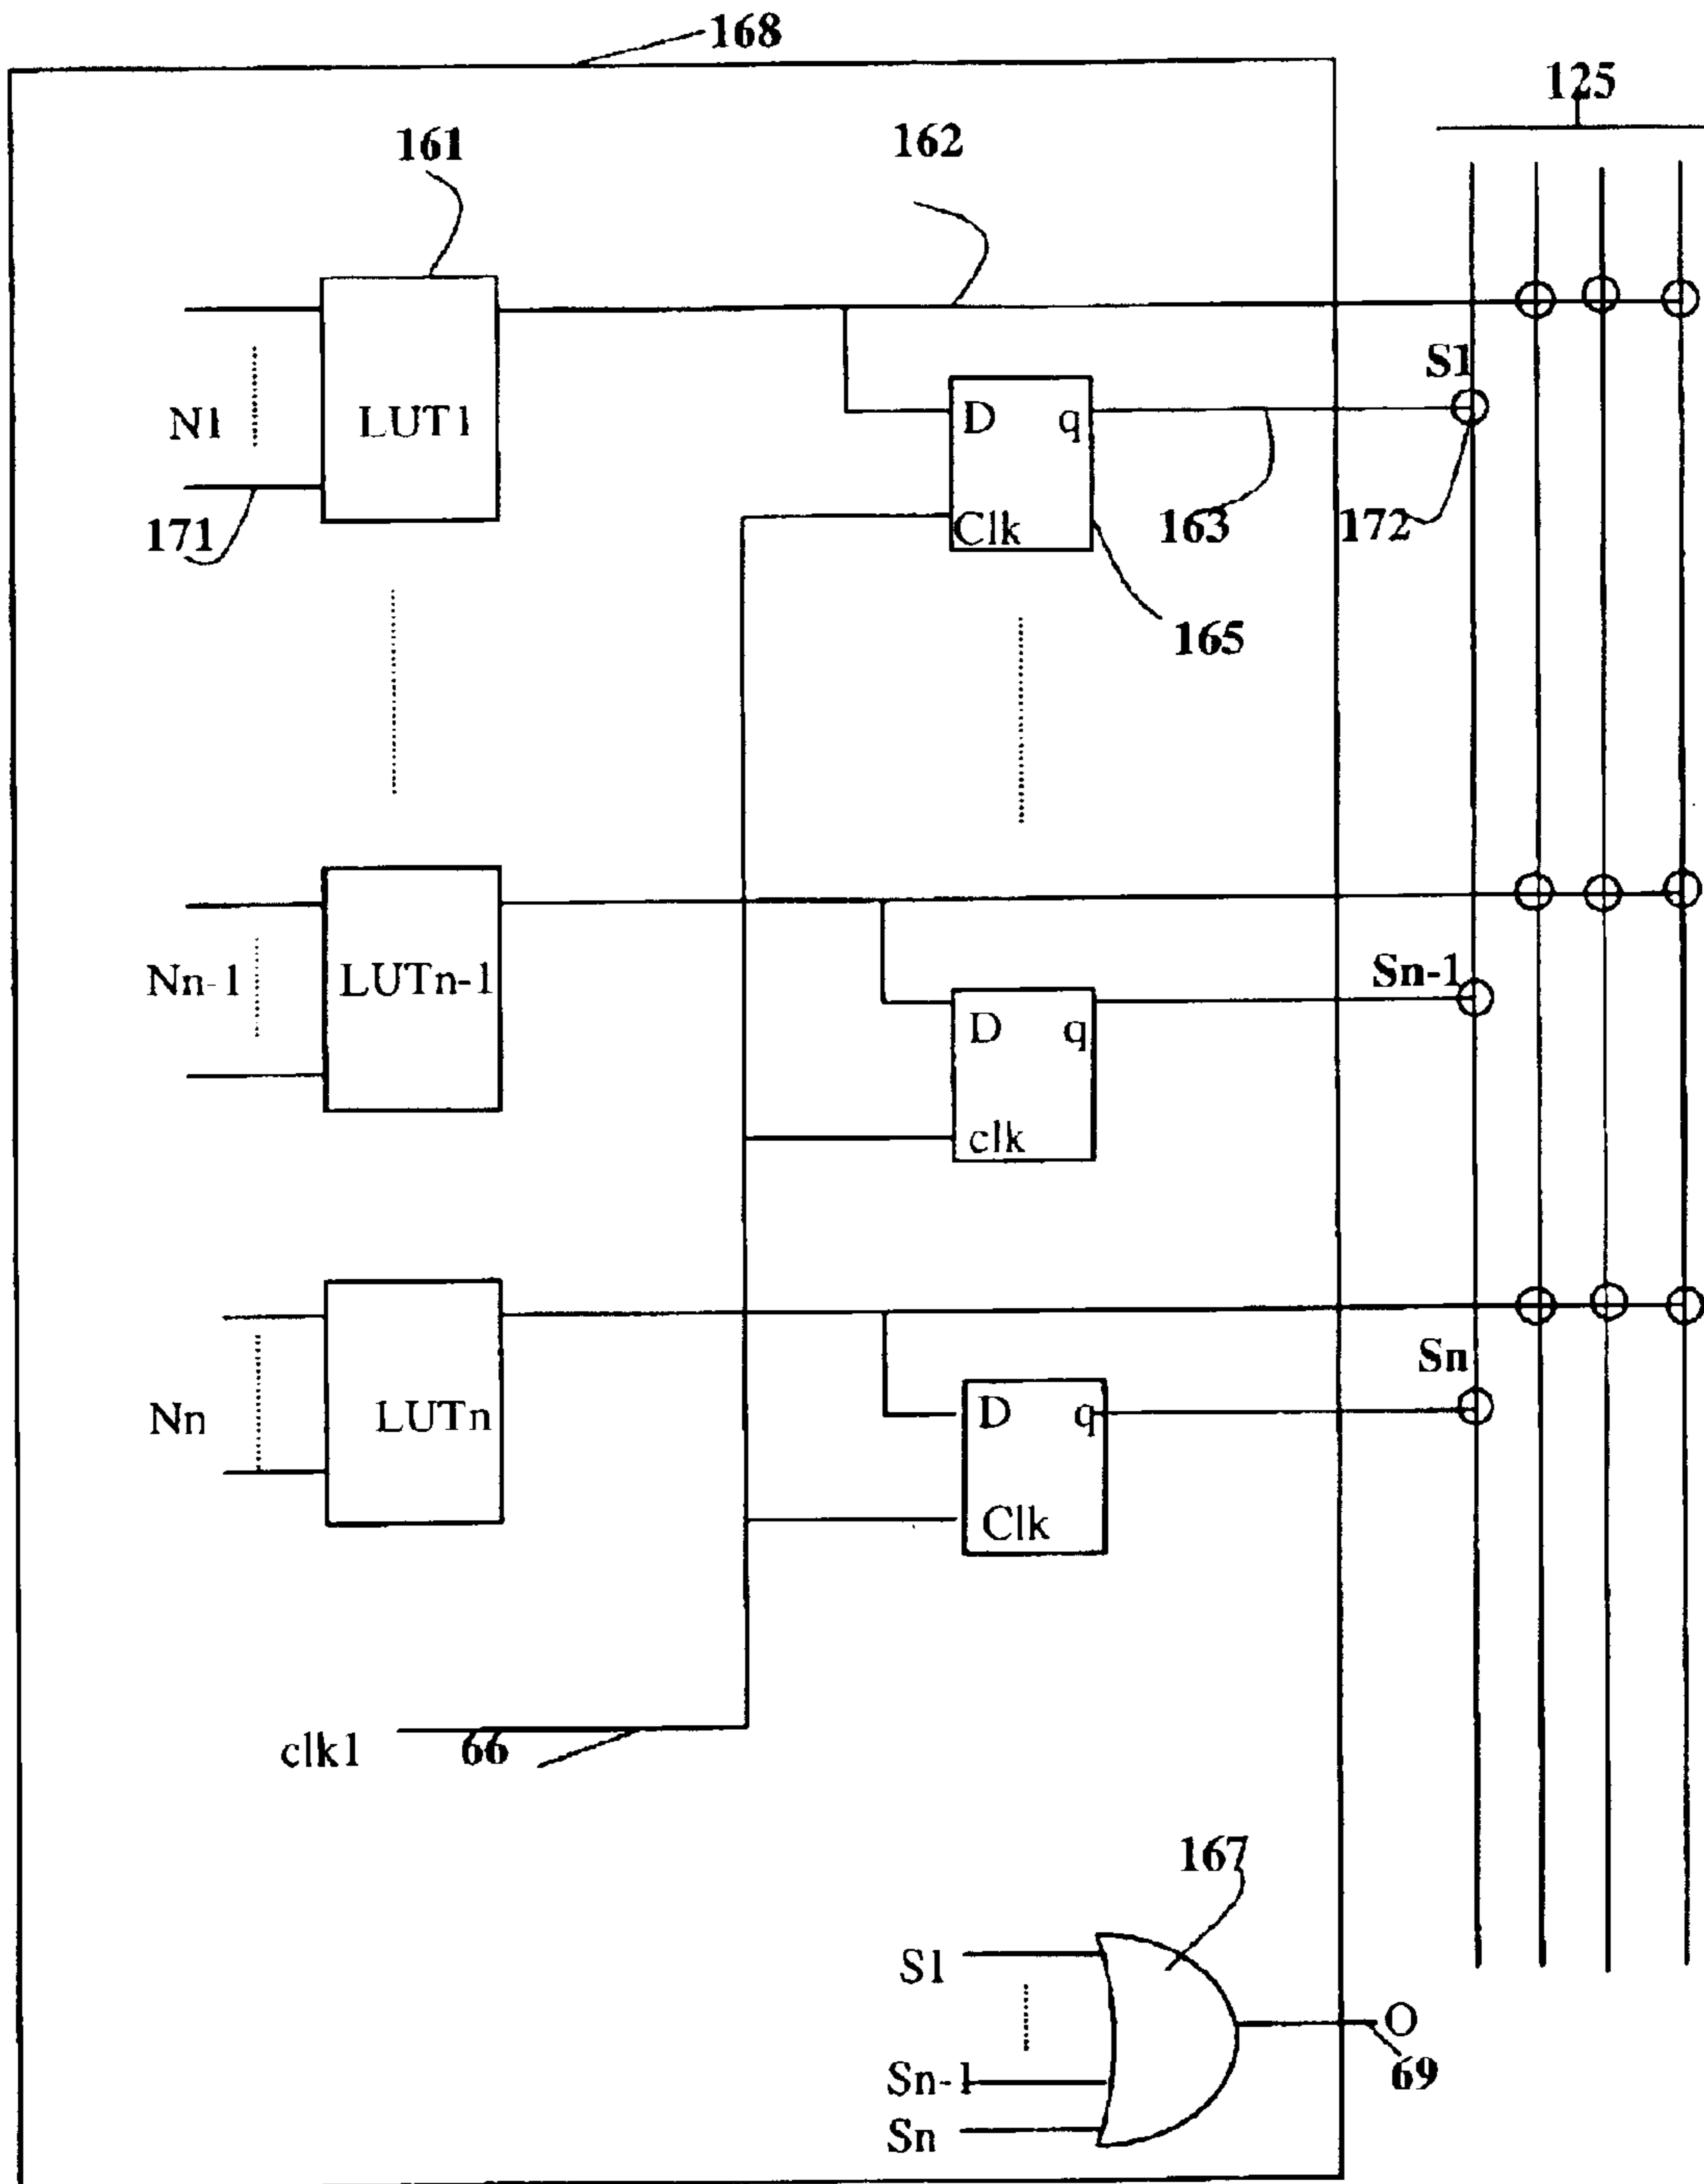 168
125
161
162
S1
N1
LUT1
D
q
171
Clk
163
172
165
Nn-1
LUTn-1
Sn-1
D
q
clk
Nn
LUTn
Sn
D
q
Clk
clk1
66
167
S1
O
Sn-1
69
Sn